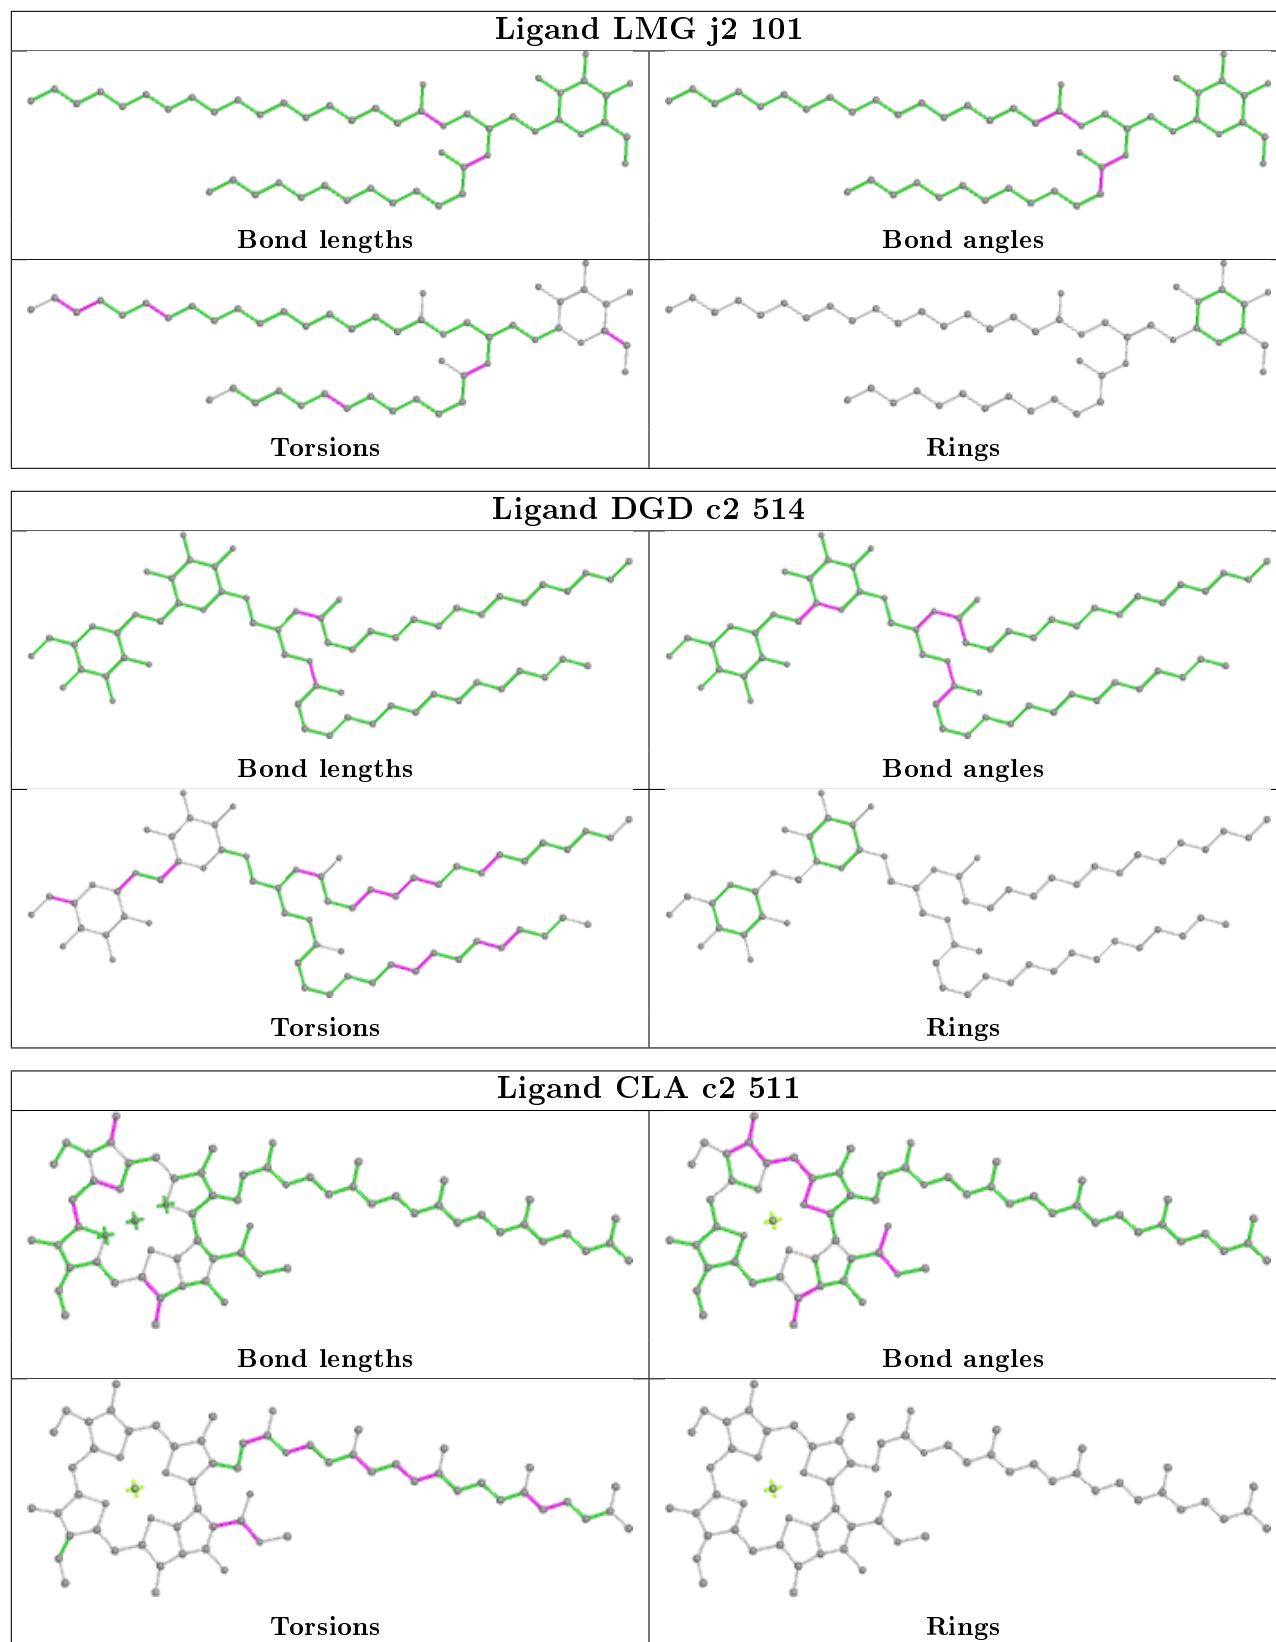 Ligand LMG j2 101
Bond lengths
Bond angles
Torsions
Rings
Ligand DGD c2 514
Bond lengths
Bond angles
Torsions
Rings
Ligand CLA c2 511
Bond lengths
Bond angles
Torsions
Rings